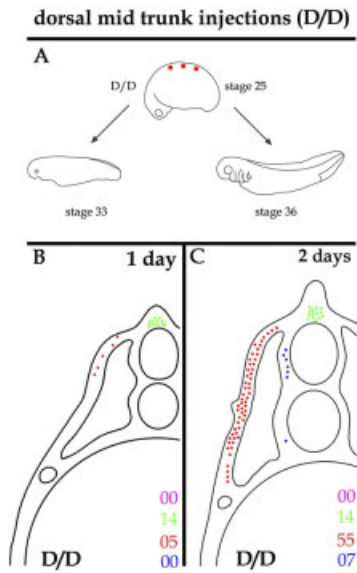 dorsal mid trunk injections (D/D)
A
D/D
stage 25
stage 33
stage 36
B
1 day
C
2 days
00
14
05
00
D/D
00
14
55
07
D/D